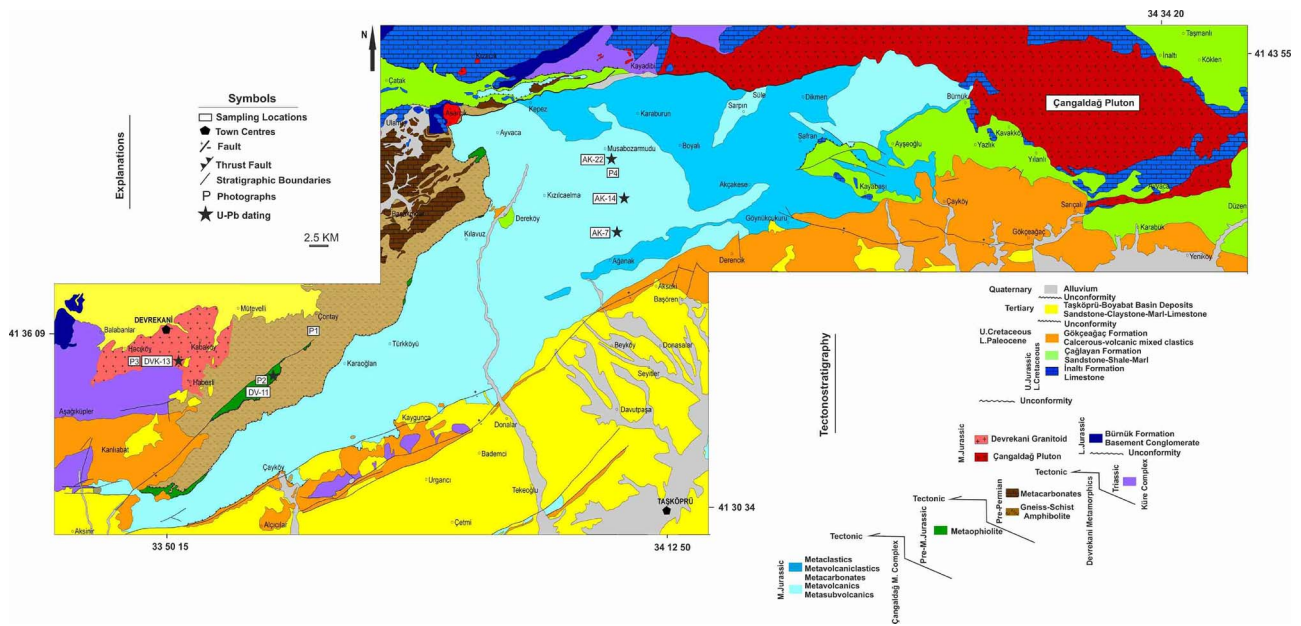 34 34 20
N
41 43 55
Symbols
Sampling Locations
Town Centres
Fault
Thrust Fault
Stratigraphic Boundaries
P Photographs
U-Pb dating
2.5 KM
Explanations
Taşmanlı
İnaltı
Köklen
Kayadibi
Çatak
Kepez
Karaburun
Sarpın
Süle
Dikmen
Bürnük
Çangaldağ Pluton
Ayvaca
Musabozarmudu
Boyalı
Şafran
Ayşeoğlu
Yazlık
Kavakköy
Yılanlı
AK-22
P4
Kızılcaelma
AK-14
Akçakese
Kayabaşı
Çayköy
Sarıçalı
Düzen
Dereköy
Göynükçukuru
Kılavuz
AK-7
Gökçeağaç
Karabük
Ağanak
Derencik
Yeniköy
Akseki
Başören
Mütevelli
Çontay
DEVREKANİ
Balabanlar
P1
41 36 09
Hacıköy
Kabaköy
P3
DVK-13
Türkköyü
Karaoğlan
Beyköy
Donasalar
Seyitler
P2
DV-11
Habeşli
Aşağıküpler
Davutpaşa
Kaygunca
Donalar
Kanlıabat
Bademci
Çayköy
Urgancı
Tekeoğlu
TAŞKÖPRÜ
41 30 34
Alçıcılar
Çetmi
Akşinir
33 50 15
34 12 50
Tectonostratigraphy
Quaternary
Alluvium
Unconformity
Tertiary
Taşköprü-Boyabat Basin Deposits
Sandstone-Claystone-Marl-Limestone
Unconformity
U.Cretaceous
L.Paleocene
Gökçeağaç Formation
Calcerous-volcanic mixed clastics
U.Jurassic
L.Cretaceous
Çağlayan Formation
Sandstone-Shale-Marl
İnaltı Formation
Limestone
Unconformity
M.Jurassic
Devrekani Granitoid
Çangaldağ Pluton
L.Jurassic
Bürnük Formation
Basement Conglomerate
Unconformity
Tectonic
Triassic
Küre Complex
Pre-Permian
Metacarbonates
Gneiss-Schist
Amphibolite
Devrekani Metamorphics
Tectonic
Pre-M.Jurassic
Metaophiolite
Tectonic
Çangaldağ M. Complex
M.Jurassic
Metaclastics
Metavolcaniclastics
Metacarbonates
Metavolcanics
Metasubvolcanics